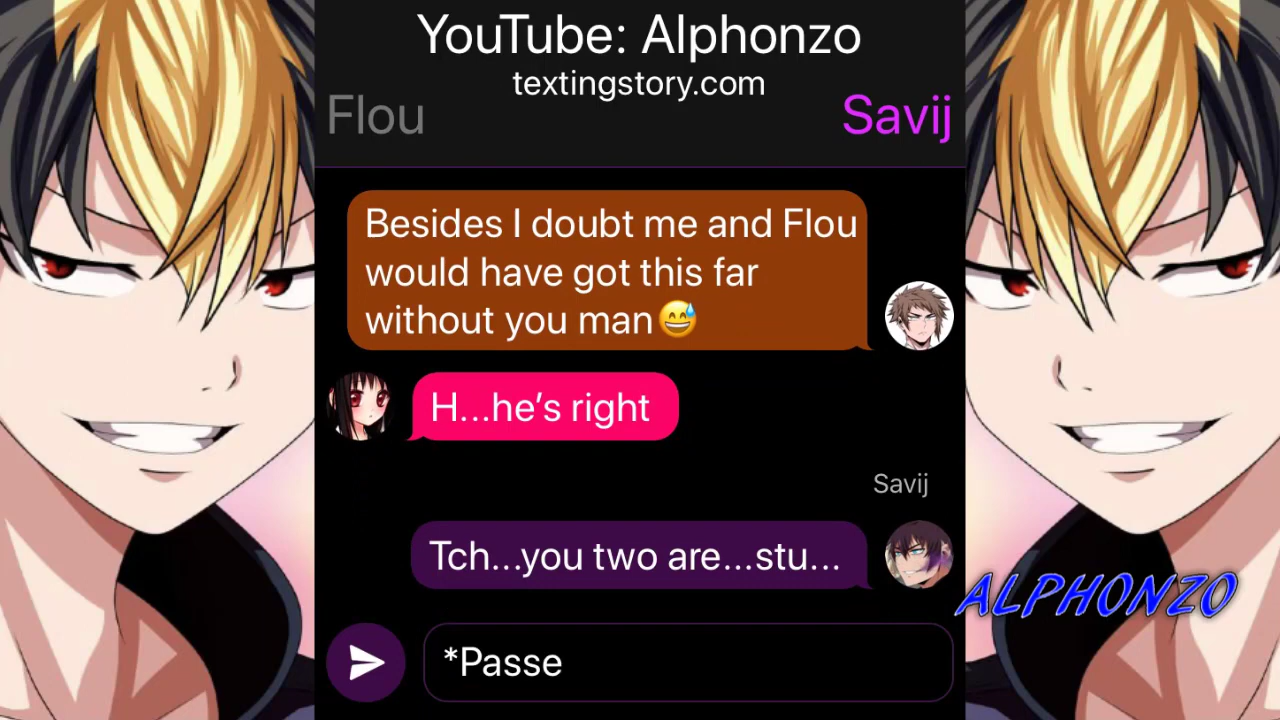 YouTube: Alphonzo
textingstory.com
Flou
Savij
Besides I doubt me and Flou
would have got this far
without you man😅
H...he’s right
Savij
Tch...you two are...stu...
ALPHONZO
*Passe